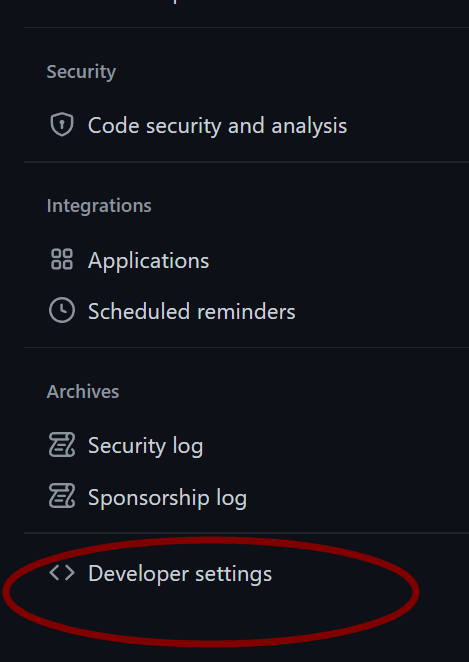 Security
Code security and analysis
Integrations
Applications
Scheduled reminders
Archives
Security log
Sponsorship log
Developer settings